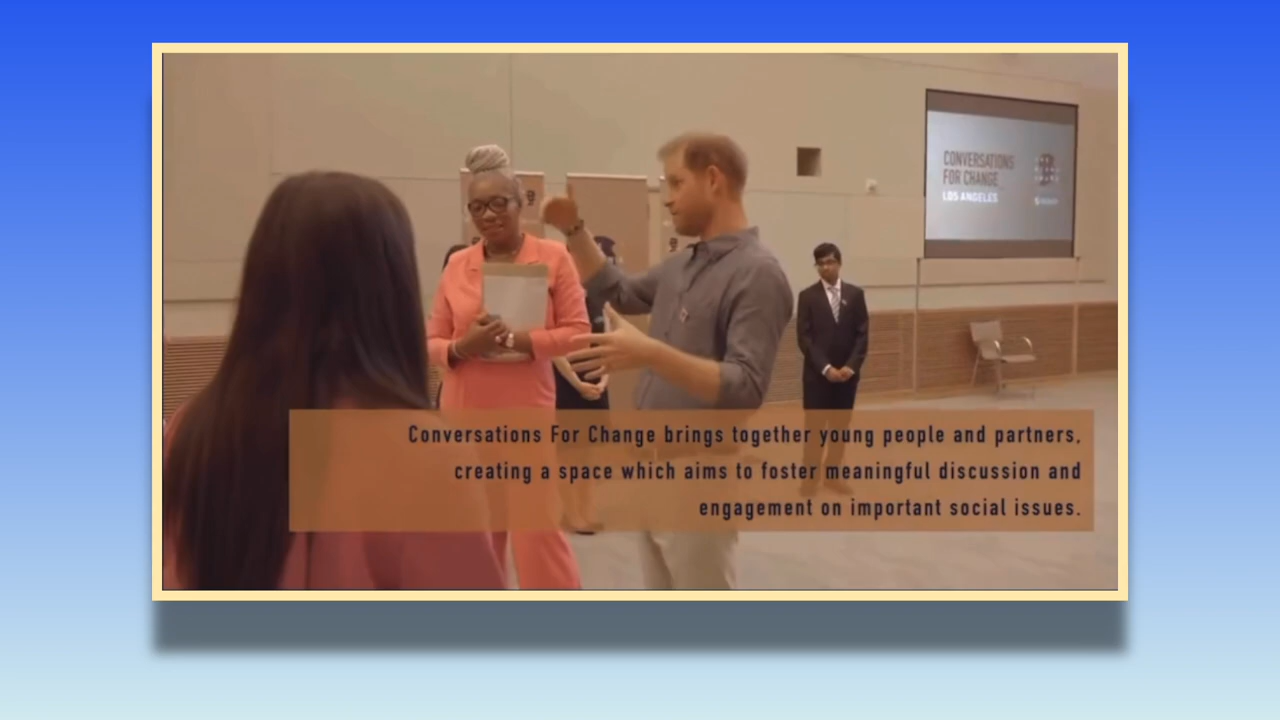 CONVERSATIONS
FOR CHANGE
LOS ANGELES
Conversations For Change brings together young people and partners,
creating a space which aims to foster meaningful discussion and
engagement on important social issues.